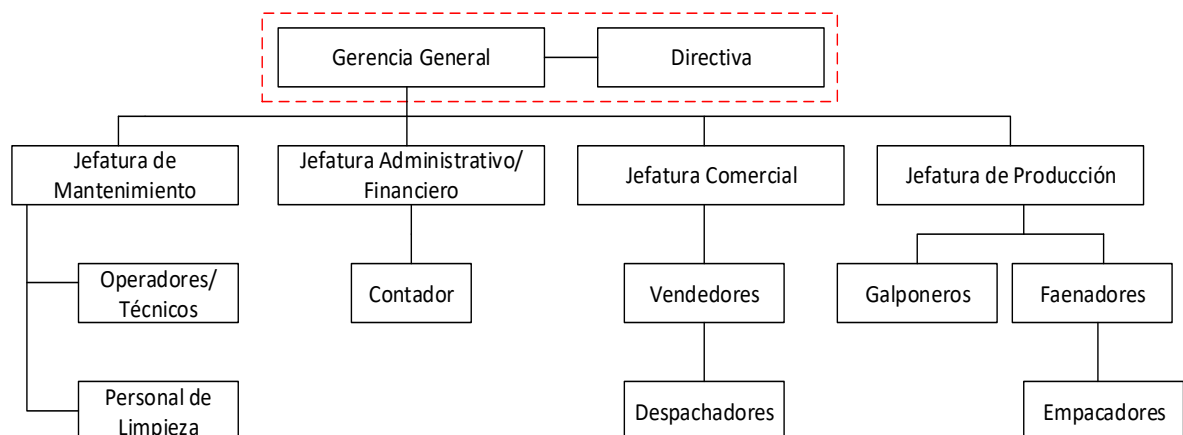 Gerencia General
Directiva
Jefatura de
Mantenimiento
Jefatura Administrativo/
Financiero
Jefatura Comercial
Jefatura de Producción
Operadores/
Técnicos
Contador
Vendedores
Galponeros
Faenadores
Personal de
Limpieza
Despachadores
Empacadores